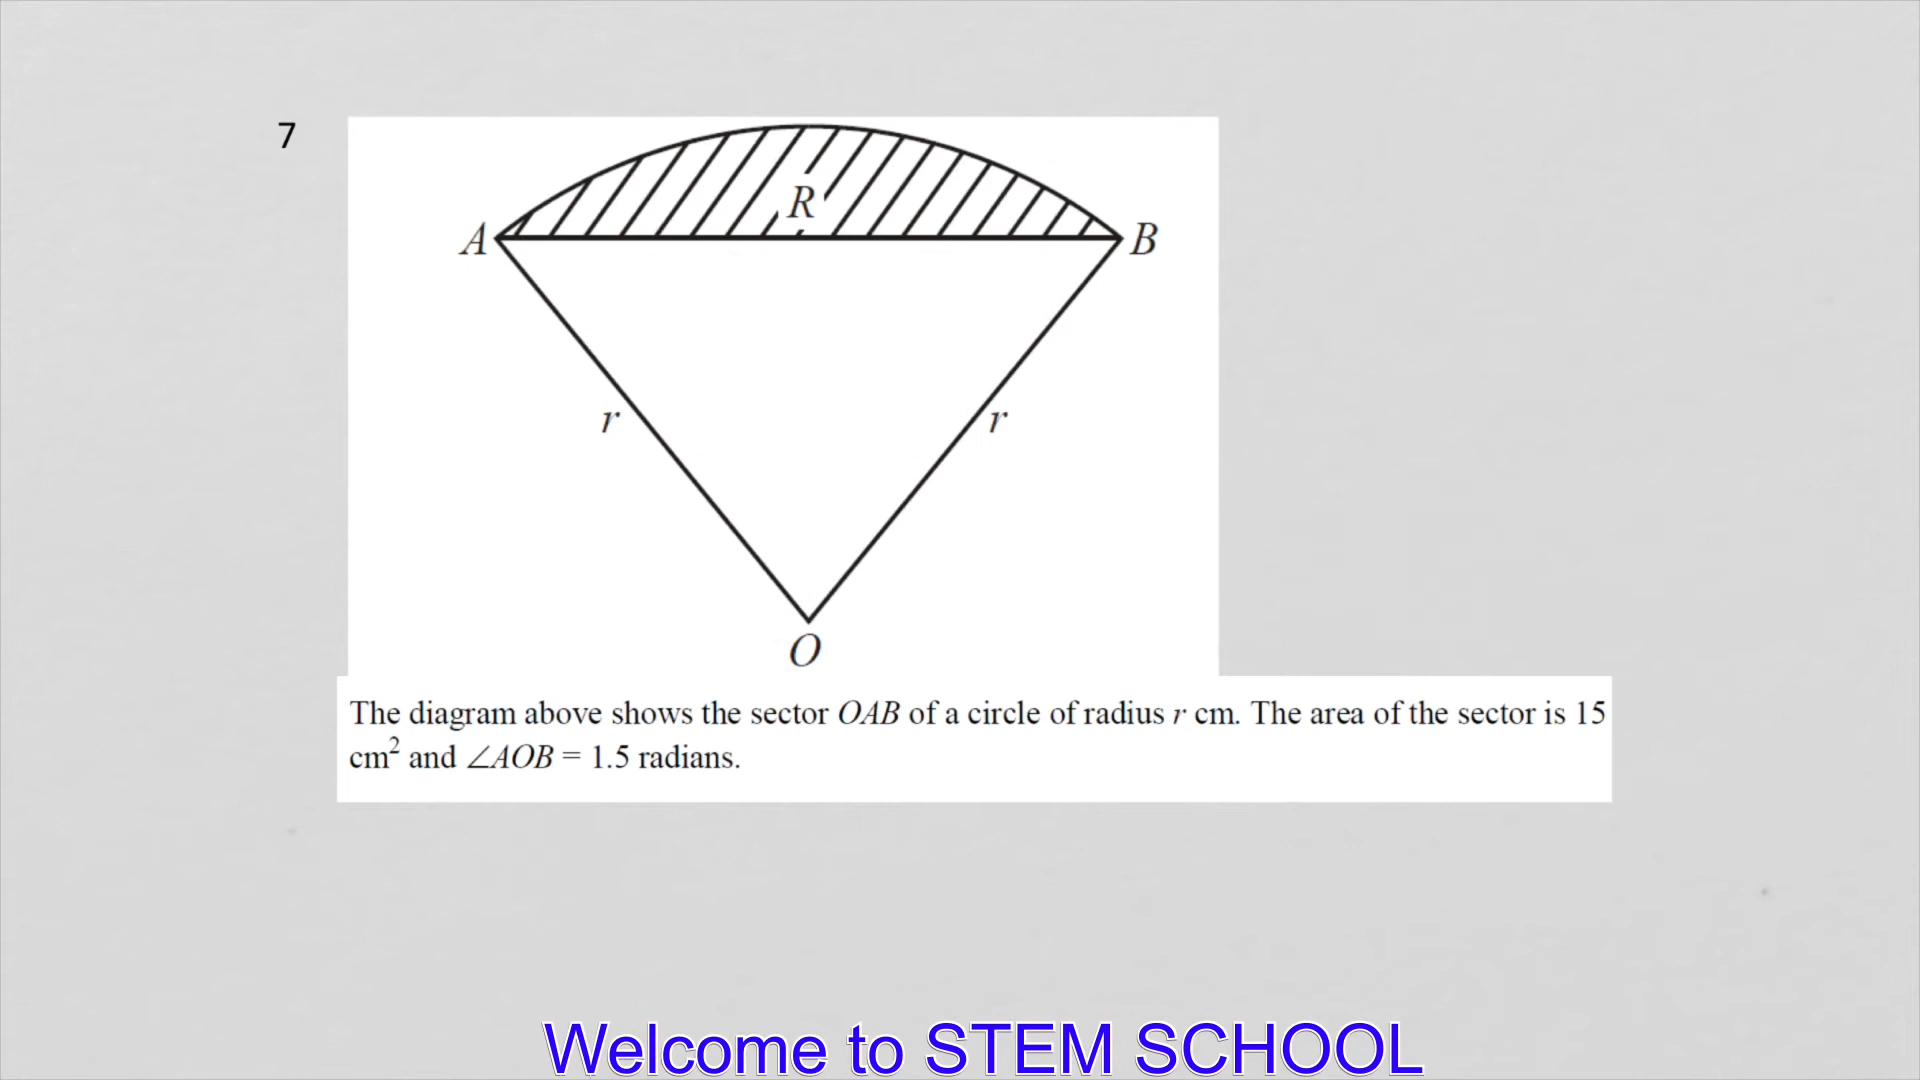 7
R
A
B
r
r
O
The diagram above shows the sector OAB of a circle of radius r cm. The area of the sector is 15
cm² and ∠AOB = 1.5 radians.
Welcome to STEM SCHOOL